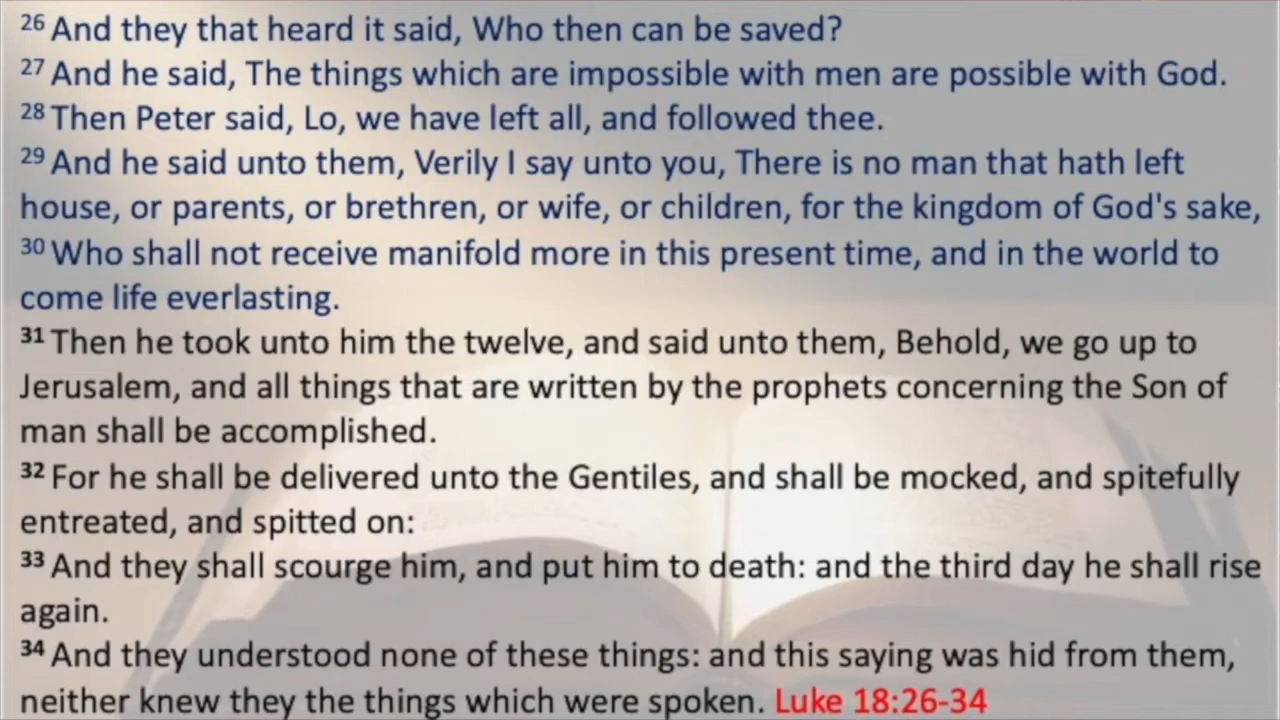 26 And they that heard it said, Who then can be saved?
27 And he said, The things which are impossible with men are possible with God.
28 Then Peter said, Lo, we have left all, and followed thee.
29 And he said unto them, Verily I say unto you, There is no man that hath left
house, or parents, or brethren, or wife, or children, for the kingdom of God's sake,
30 Who shall not receive manifold more in this present time, and in the world to
come life everlasting.
31 Then he took unto him the twelve, and said unto them, Behold, we go up to
Jerusalem, and all things that are written by the prophets concerning the Son of
man shall be accomplished.
32 For he shall be delivered unto the Gentiles, and shall be mocked, and spitefully
entreated, and spitted on:
33 And they shall scourge him, and put him to death: and the third day he shall rise
again.
34 And they understood none of these things: and this saying was hid from them,
neither knew they the things which were spoken. Luke 18:26-34